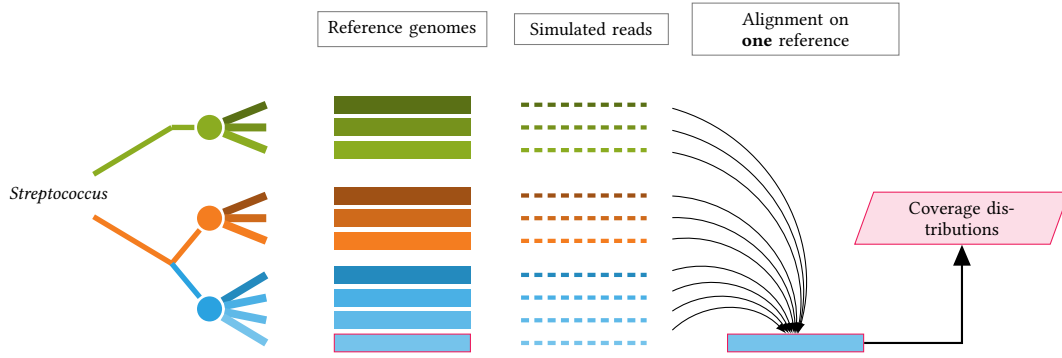 Reference genomes
Simulated reads
Alignment on
one reference
Streptococcus
Coverage dis-
tributions